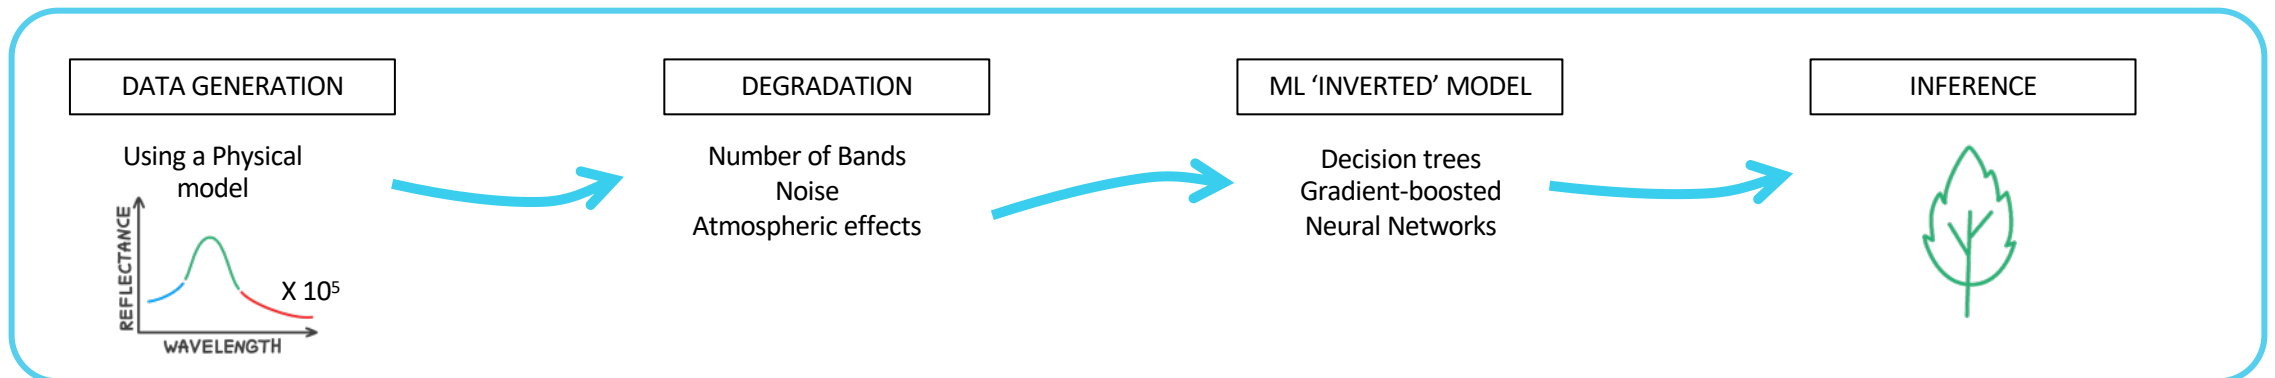 DATA GENERATION
Using a Physical
model
REFLECTANCE
X 10⁵
WAVELENGTH
DEGRADATION
Number of Bands
Noise
Atmospheric effects
ML ‘INVERTED’ MODEL
Decision trees
Gradient-boosted
Neural Networks
INFERENCE